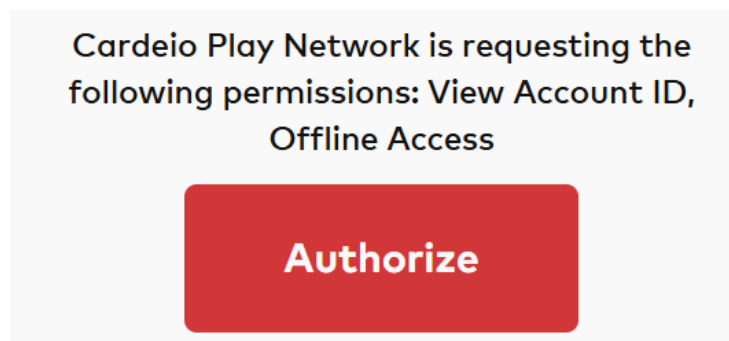 Cardeio Play Network is requesting the
following permissions: View Account ID,
Offline Access
Authorize